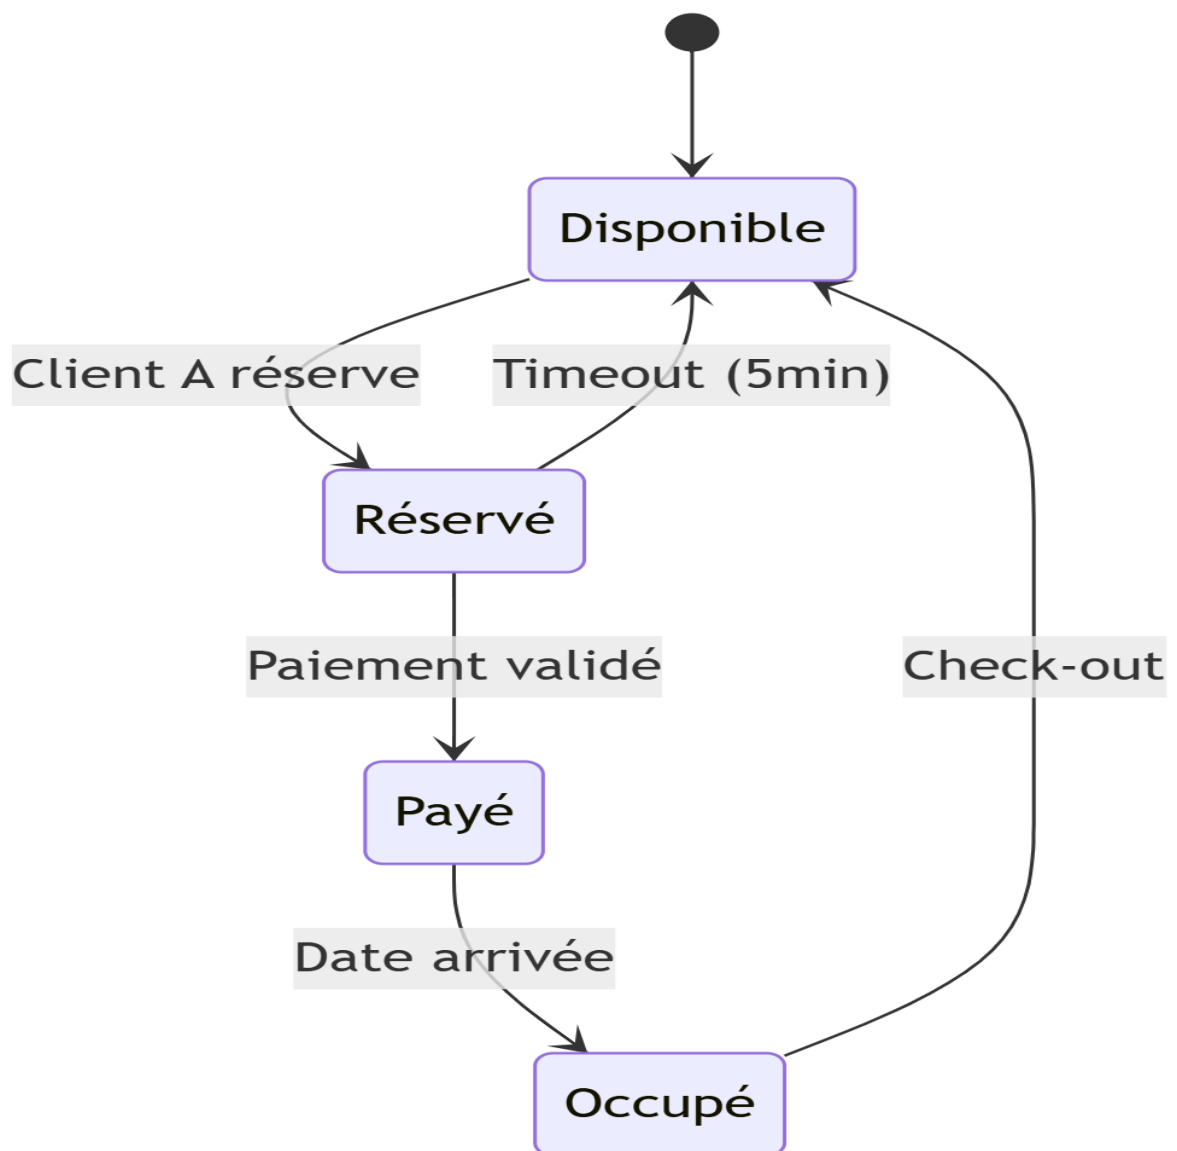 Disponible
Client A réserve
Timeout (5min)
Réservé
Paiement validé
Check-out
Payé
Date arrivée
Occupé